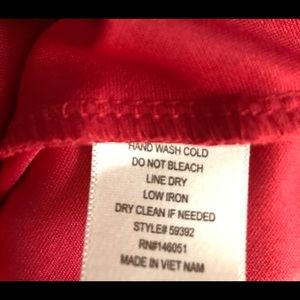 HAND WASH COLD
DO NOT BLEACH
LINE DRY
LOW IRON
DRY CLEAN IF NEEDED
STYLE# 59392
RN#146051
MADE IN VIET NAM